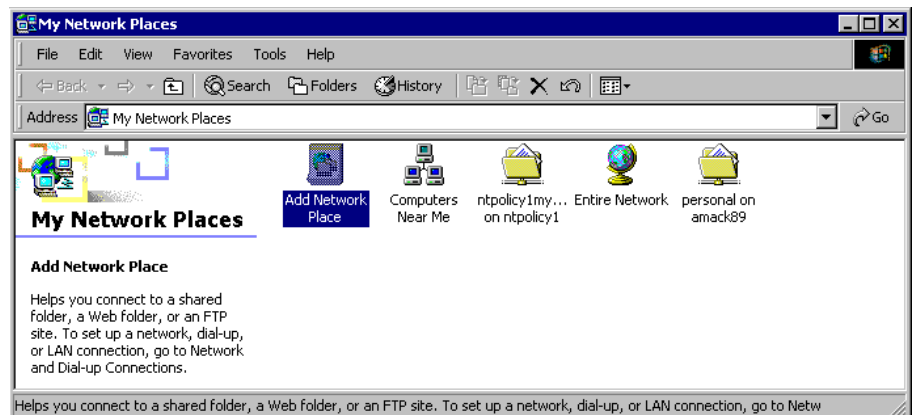 My Network Places
File Edit View Favorites Tools Help
Back Search Folders History
Address My Network Places Go
Add Network Place
Computers Near Me
ntpolicy1my... on ntpolicy1
Entire Network
personal on amack89
My Network Places
Add Network Place
Helps you connect to a shared
folder, a Web folder, or an FTP
site. To set up a network, dial-up,
or LAN connection, go to Network
and Dial-up Connections.
Helps you connect to a shared folder, a Web folder, or an FTP site. To set up a network, dial-up, or LAN connection, go to Netw